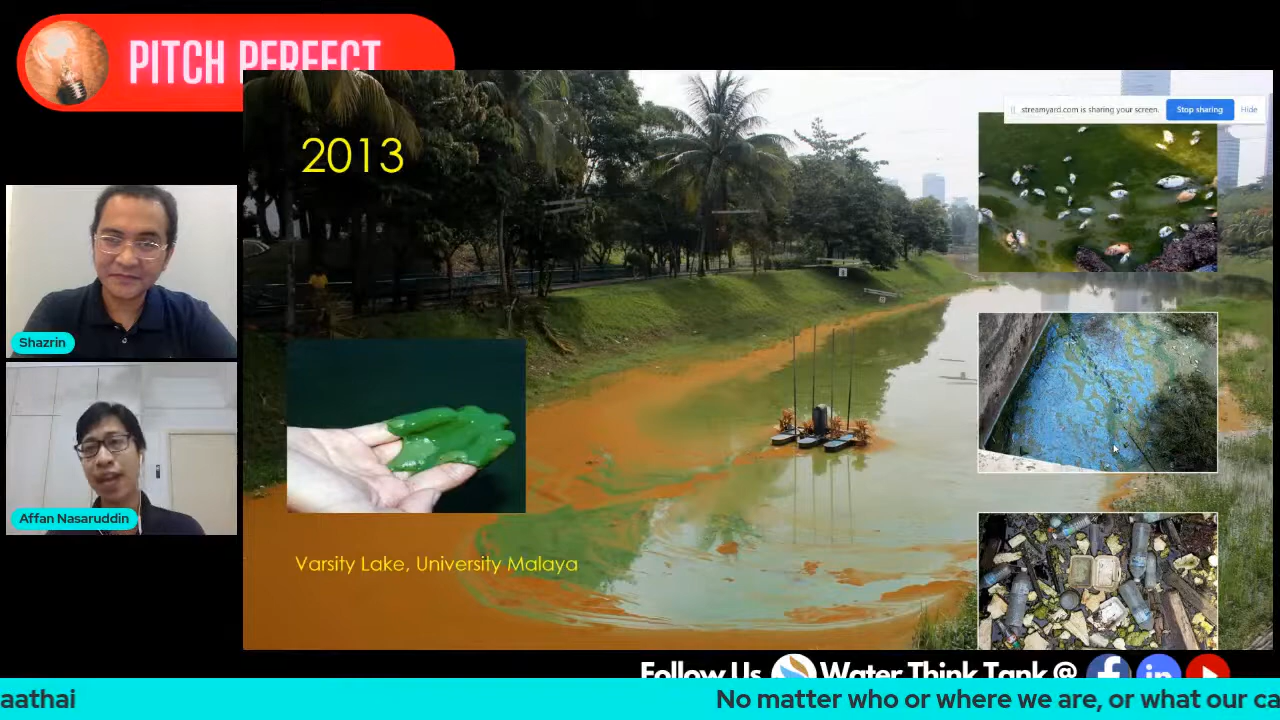 PITCH PERFECT
streamyard.com is sharing your screen.
Stop sharing
Hide
2013
Shazrin
Affan Nasaruddin
Varsity Lake, University Malaya
Follow Us
Water Think Tank @
aathai
No matter who or where we are, or what our ca